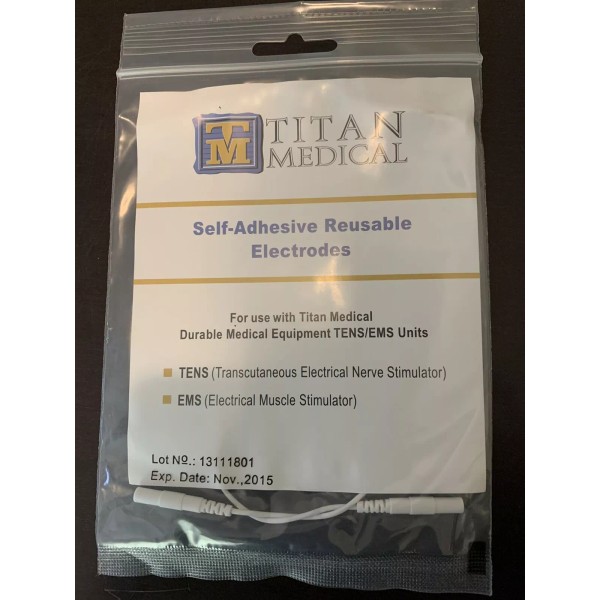 TM
TITAN
MEDICAL
Self-Adhesive Reusable
Electrodes
For use with Titan Medical
Durable Medical Equipment TENS/EMS Units
TENS (Transcutaneous Electrical Nerve Stimulator)
EMS (Electrical Muscle Stimulator)
Lot Nº.: 13111801
Exp. Date: Nov.,2015